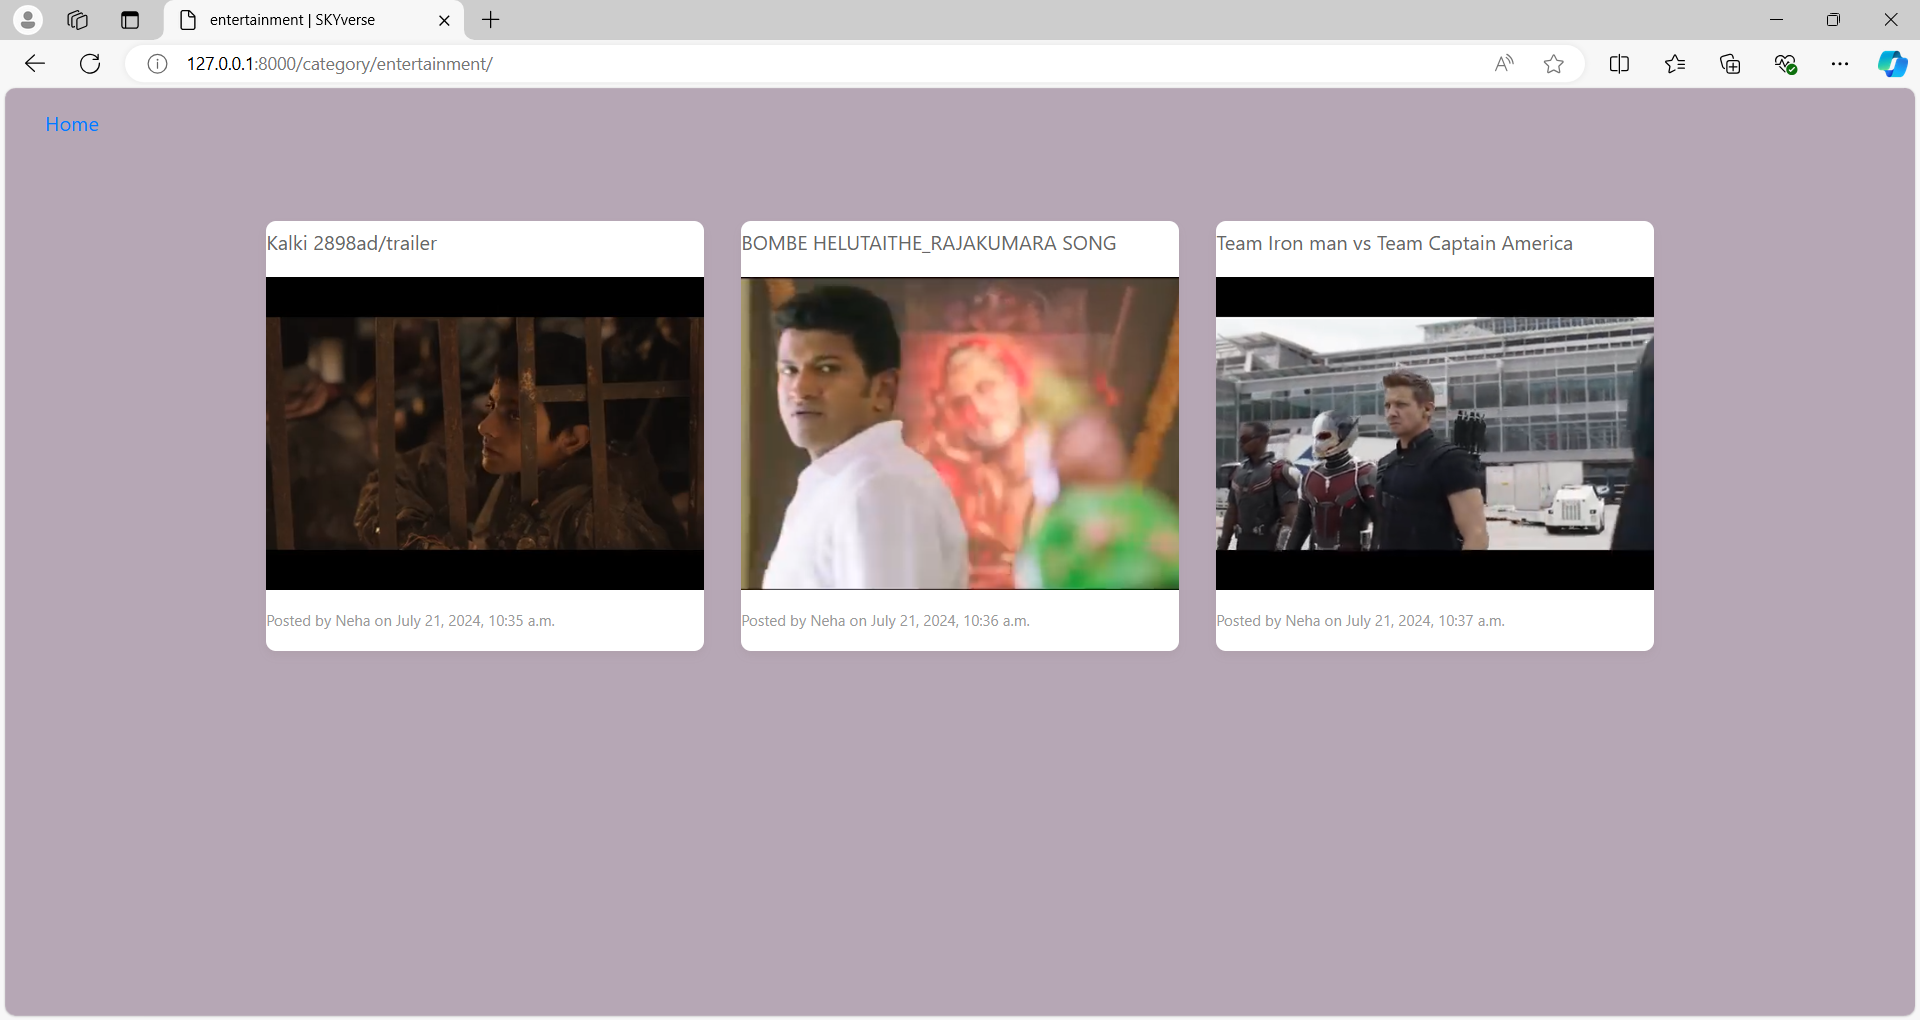 entertainment | SKYverse
127.0.0.1:8000/category/entertainment/
Home
Kalki 2898ad/trailer
BOMBE HELUTAITHE_RAJAKUMARA SONG
Team Iron man vs Team Captain America
Posted by Neha on July 21, 2024, 10:35 a.m.
Posted by Neha on July 21, 2024, 10:36 a.m.
Posted by Neha on July 21, 2024, 10:37 a.m.